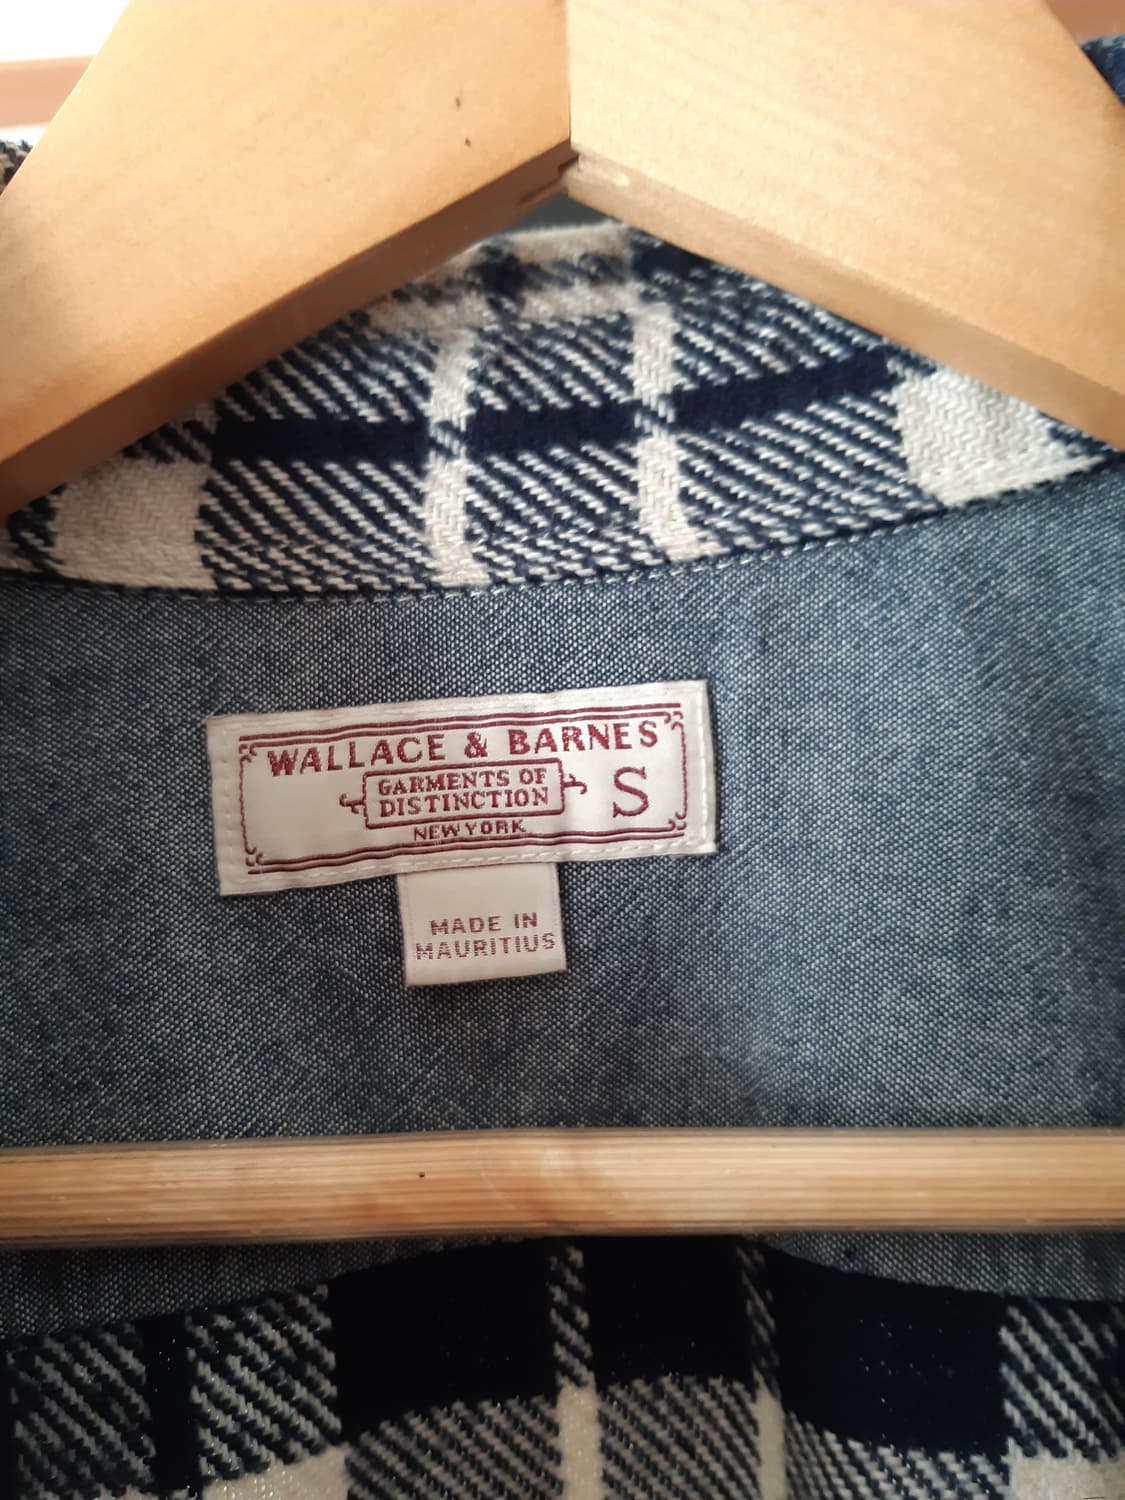 WALLACE & BARNES
GARMENTS OF
DISTINCTION
S
NEW YORK
MADE IN
MAURITIUS